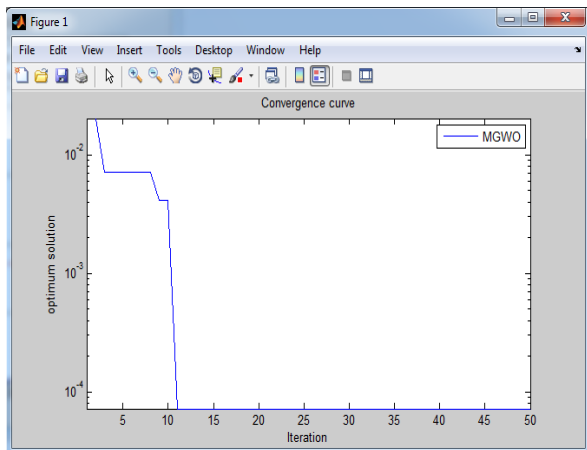 Figure 1
File Edit View Insert Tools Desktop Window Help
Convergence curve
MGWO
10^-2
10^-3
10^-4
optimum solution
5 10 15 20 25 30 35 40 45 50
Iteration